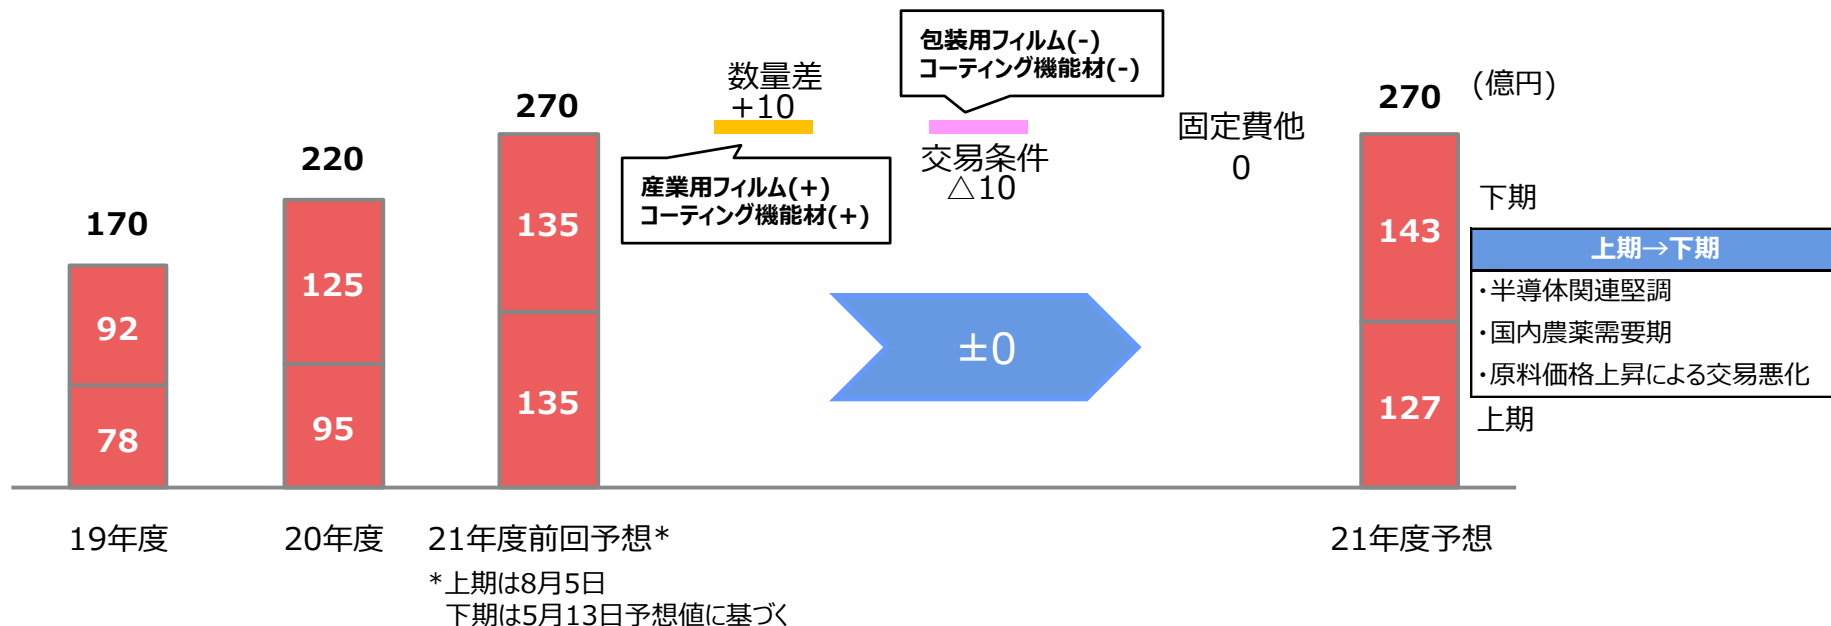 包装用フィルム(-)
コーティング機能材(-)
数量差
+10
270
270
(億円)
固定費他
0
220
交易条件
△10
産業用フィルム(+)
コーティング機能材(+)
下期
170
135
143
上期→下期
125
・半導体関連堅調
92
・国内農薬需要期
±0
・原料価格上昇による交易悪化
135
127
78
95
上期
19年度
20年度
21年度前回予想*
21年度予想
*上期は8月5日
下期は5月13日予想値に基づく